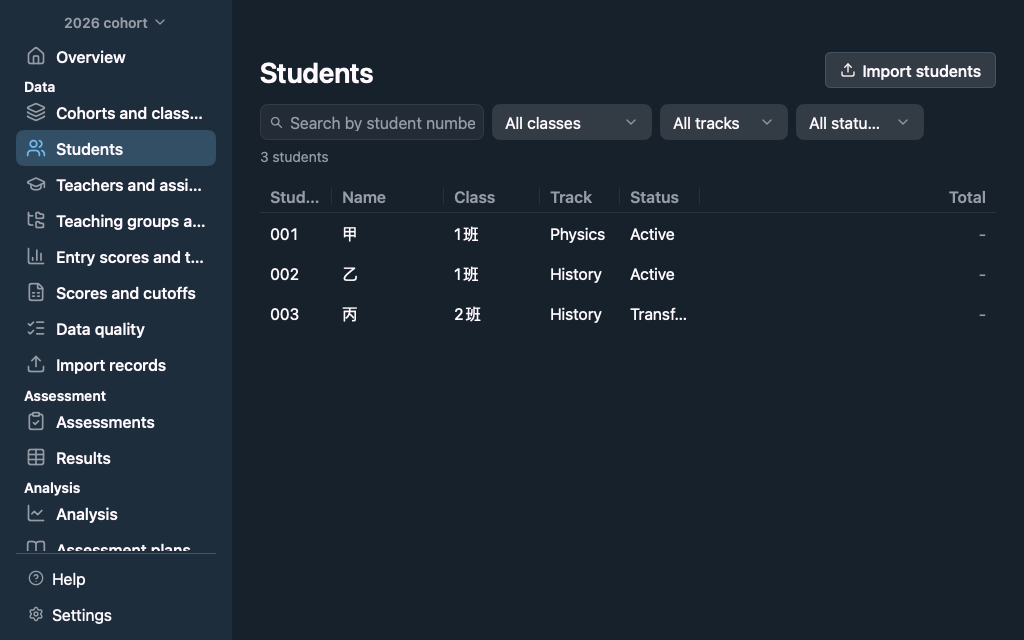 2026 cohort
Overview
Data
Cohorts and class...
Students
Teachers and assi...
Teaching groups a...
Entry scores and t...
Scores and cutoffs
Data quality
Import records
Assessment
Assessments
Results
Analysis
Analysis
Assessment plans
Help
Settings
Students
Import students
Search by student numbe
All classes
All tracks
All statu...
3 students
Stud... Name Class Track Status Total
001 甲 1班 Physics Active -
002 乙 1班 History Active -
003 丙 2班 History Transf... -